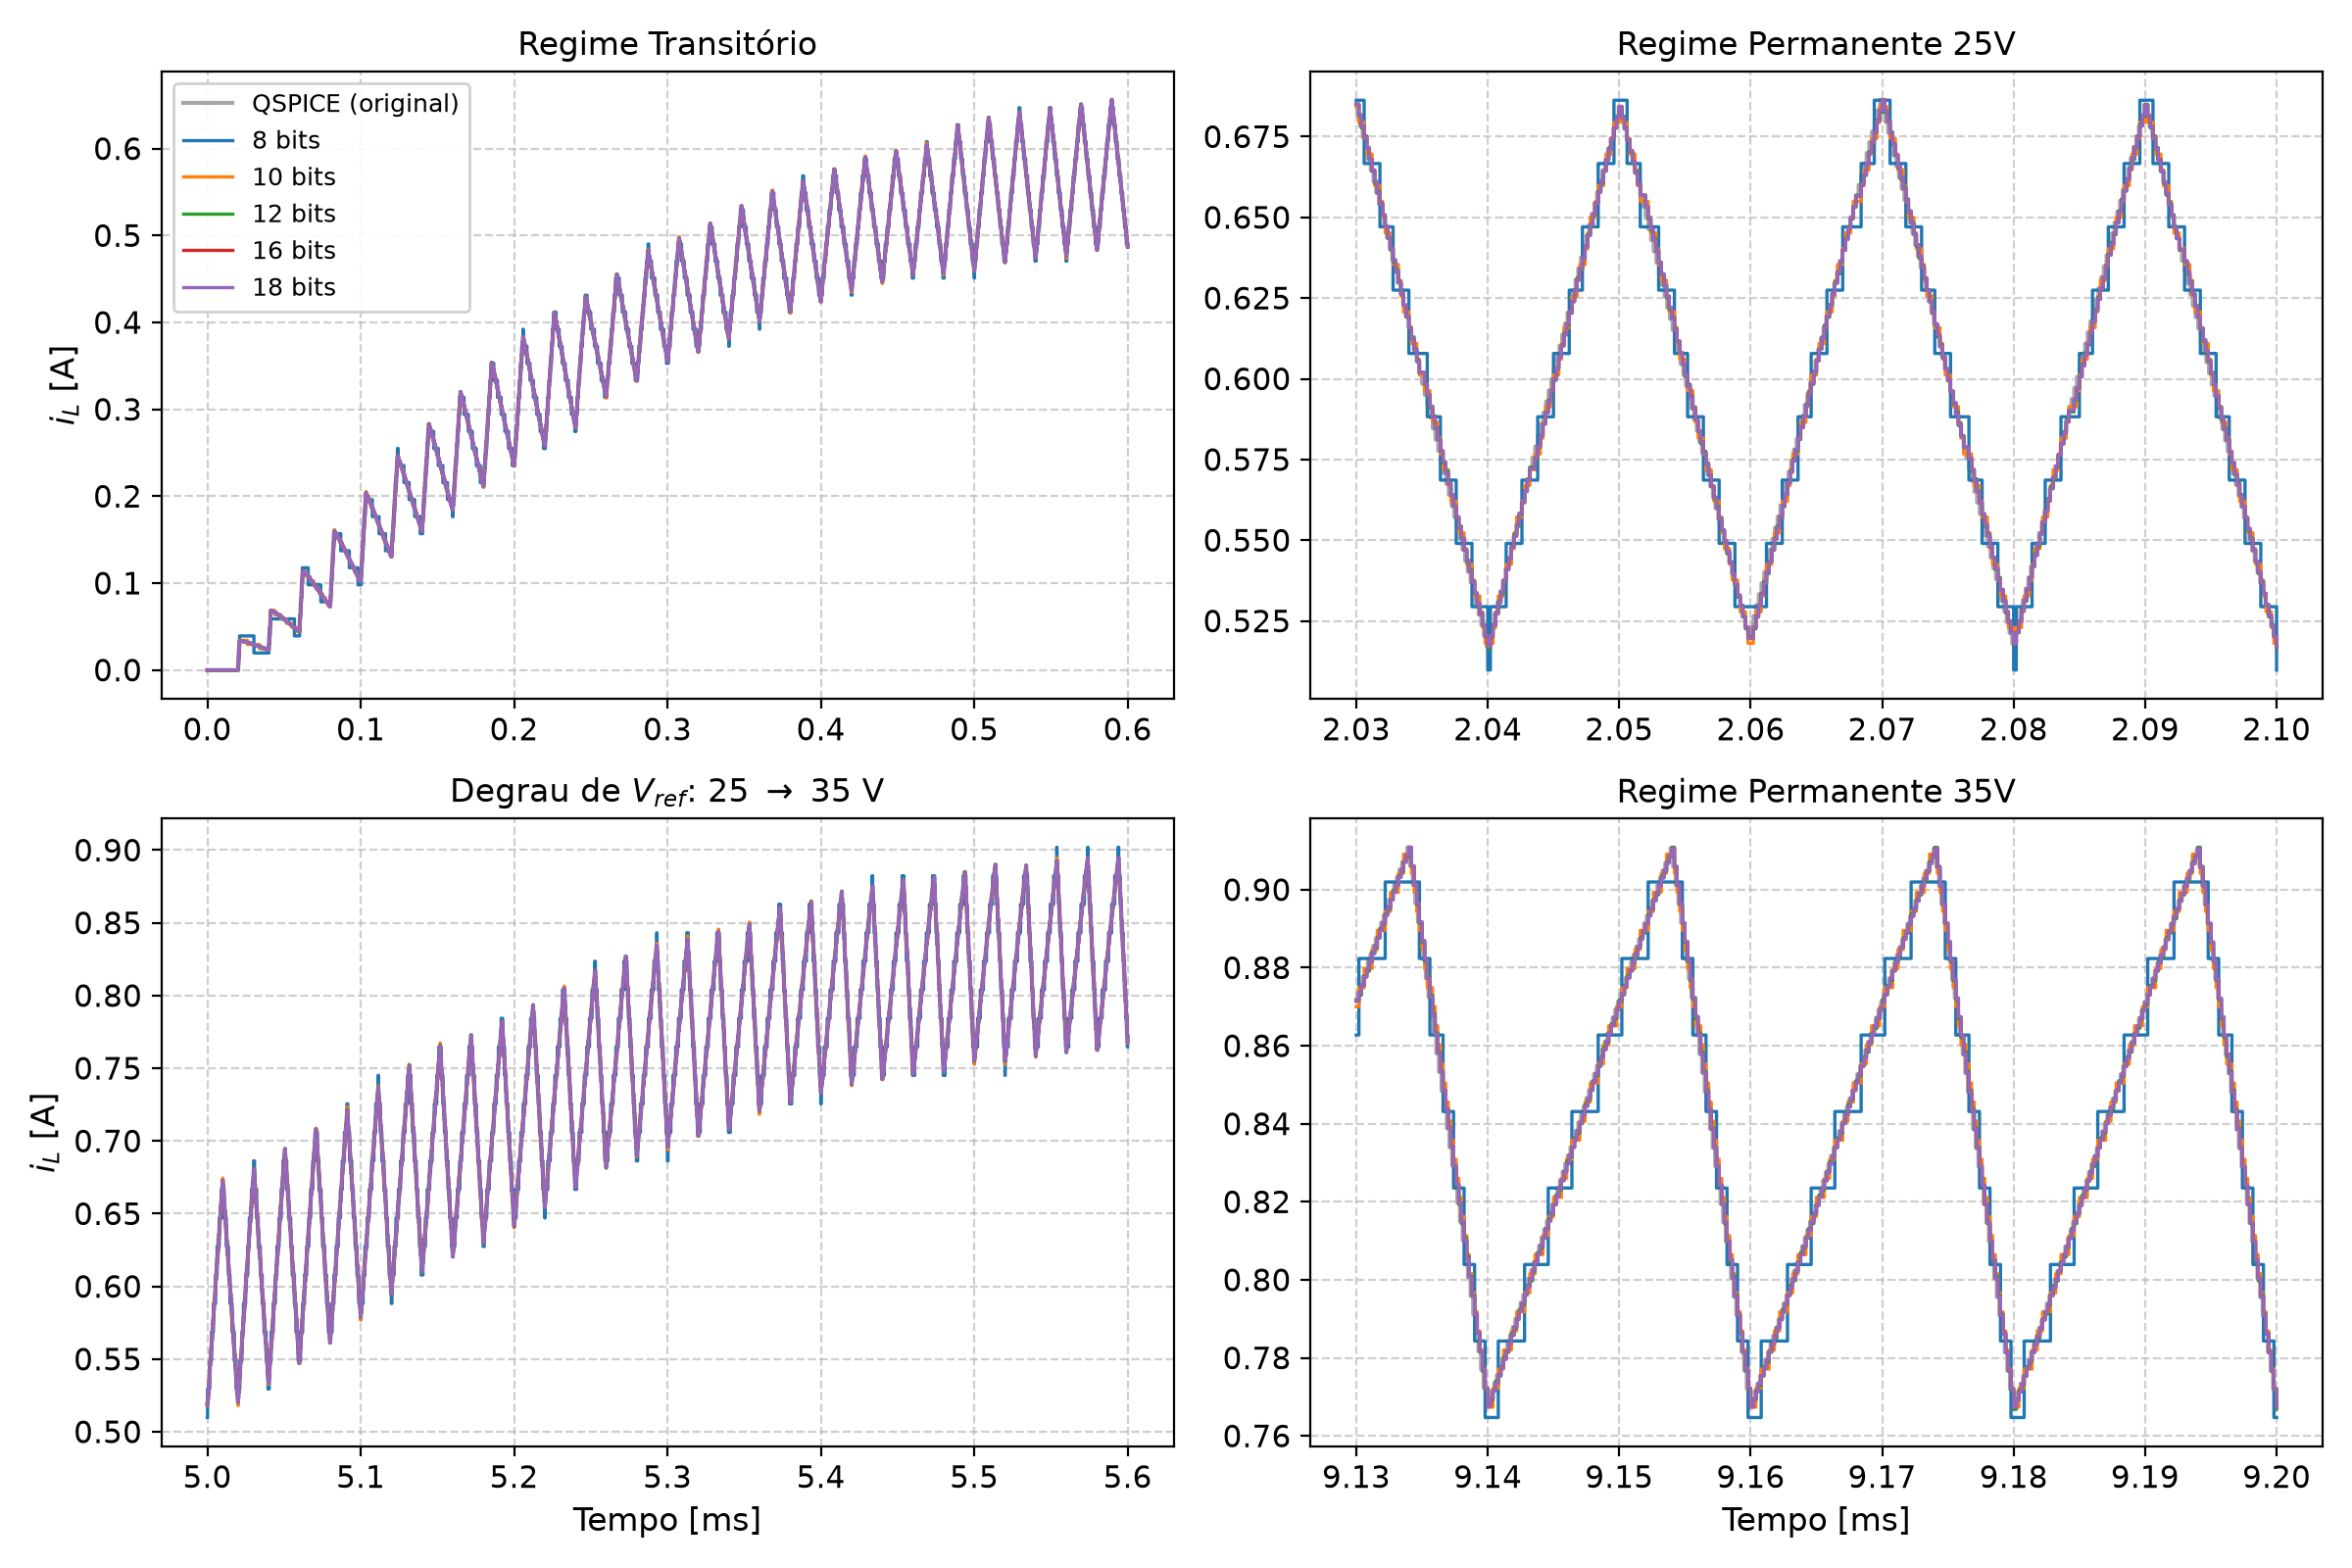 Regime Transitório
QSPICE (original)
8 bits
10 bits
12 bits
16 bits
18 bits
0.6
0.5
0.4
0.3
0.2
0.1
0.0
i_L [A]
0.0 0.1 0.2 0.3 0.4 0.5 0.6
Regime Permanente 25V
0.675
0.650
0.625
0.600
0.575
0.550
0.525
2.03 2.04 2.05 2.06 2.07 2.08 2.09 2.10
Degrau de V_ref: 25 → 35 V
0.90
0.85
0.80
0.75
0.70
0.65
0.60
0.55
0.50
i_L [A]
5.0 5.1 5.2 5.3 5.4 5.5 5.6
Tempo [ms]
Regime Permanente 35V
0.90
0.88
0.86
0.84
0.82
0.80
0.78
0.76
9.13 9.14 9.15 9.16 9.17 9.18 9.19 9.20
Tempo [ms]